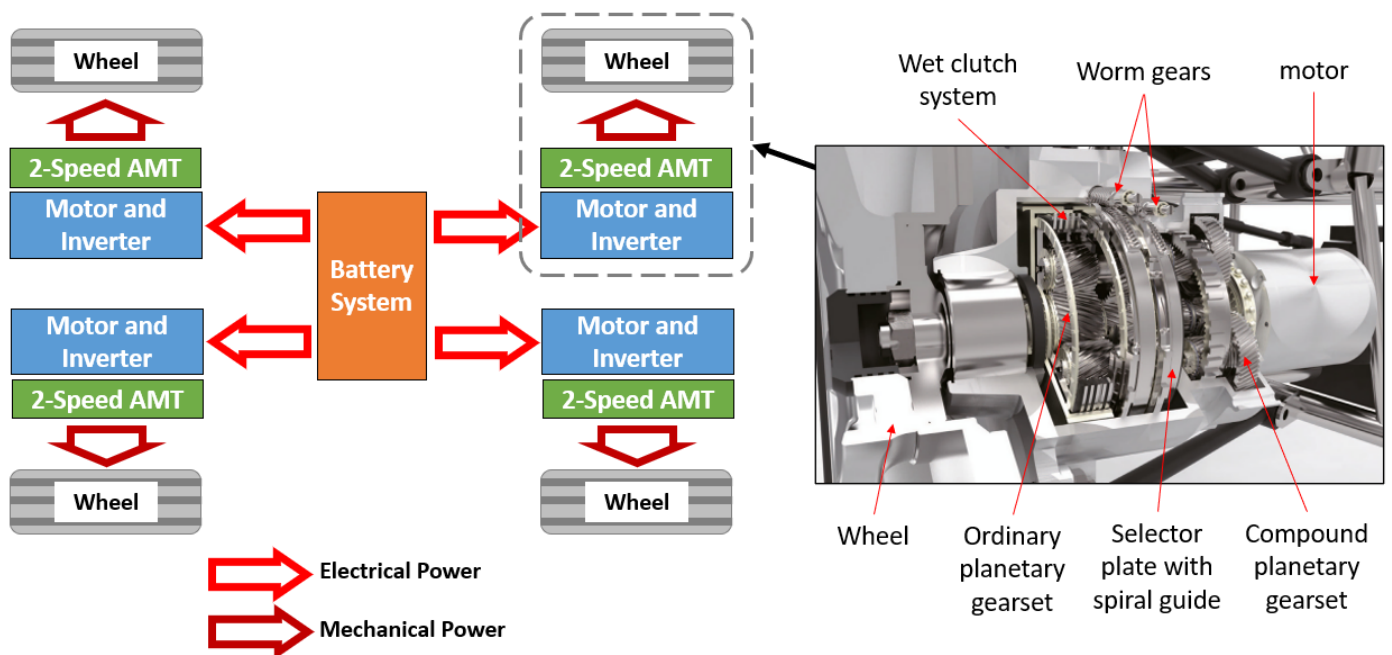 Wheel
2-Speed AMT
Motor and
Inverter
Wheel
2-Speed AMT
Motor and
Inverter
Battery
System
Motor and
Inverter
2-Speed AMT
Wheel
Motor and
Inverter
2-Speed AMT
Wheel
Electrical Power
Mechanical Power
Wet clutch
system
Worm gears
motor
Wheel
Ordinary
planetary
gearset
Selector
plate with
spiral guide
Compound
planetary
gearset